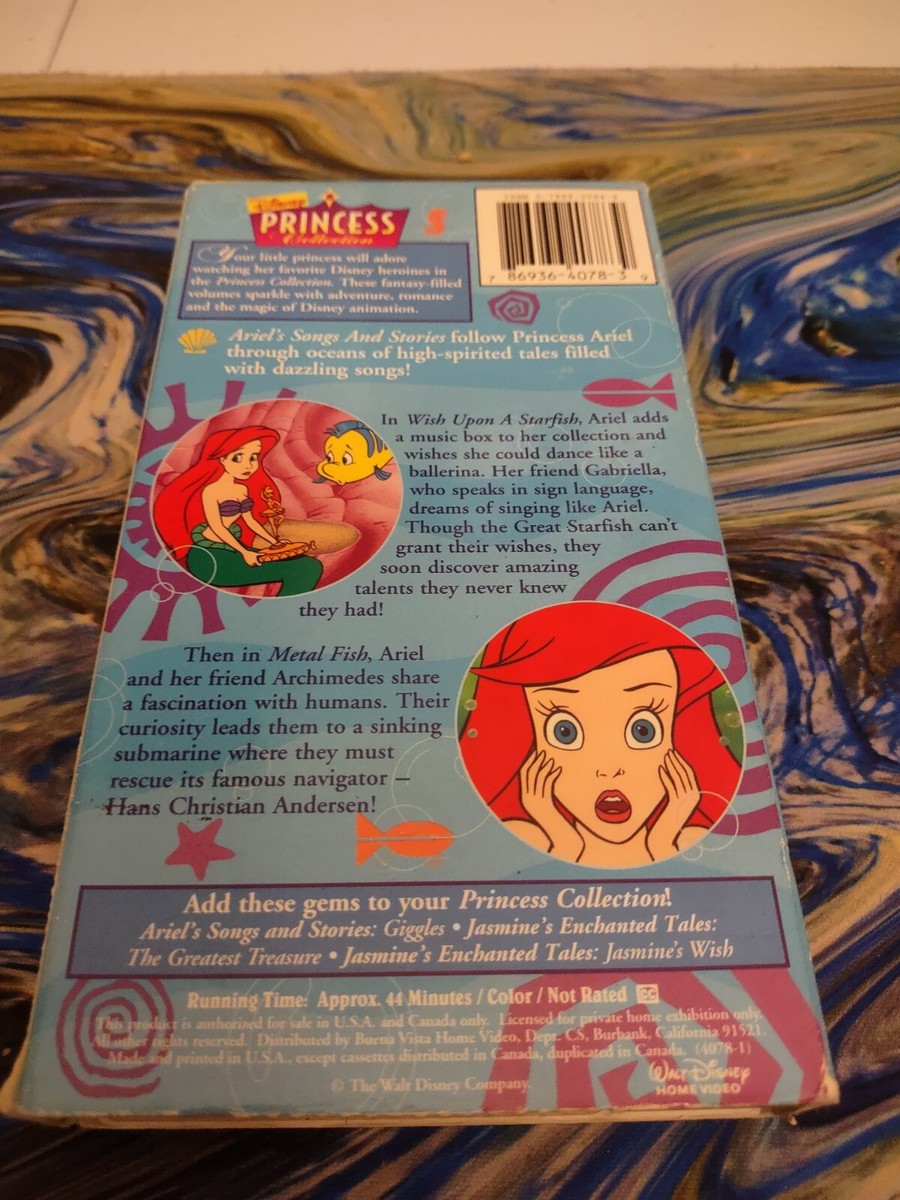 Disney
PRINCESS
Collection
S
7 86936-4078-3 9
Your little princess will adore
watching her favorite Disney heroines in
the Princess Collection. These fantasy-filled
volumes sparkle with adventure, romance
and the magic of Disney animation.
Ariel's Songs And Stories follow Princess Ariel
through oceans of high-spirited tales filled
with dazzling songs!
In Wish Upon A Starfish, Ariel adds
a music box to her collection and
wishes she could dance like a
ballerina. Her friend Gabriella,
who speaks in sign language,
dreams of singing like Ariel.
Though the Great Starfish can't
grant their wishes, they
soon discover amazing
talents they never knew
they had!
Then in Metal Fish, Ariel
and her friend Archimedes share
a fascination with humans. Their
curiosity leads them to a sinking
submarine where they must
rescue its famous navigator –
Hans Christian Andersen!
Add these gems to your Princess Collection!
Ariel's Songs and Stories: Giggles • Jasmine's Enchanted Tales:
The Greatest Treasure • Jasmine's Enchanted Tales: Jasmine's Wish
Running Time: Approx. 44 Minutes / Color / Not Rated CC
This product is authorized for sale in U.S.A. and Canada only. Licensed for private home exhibition only.
All other rights reserved. Distributed by Buena Vista Home Video, Dept. CS, Burbank, California 91521.
Made and printed in U.S.A., except cassettes distributed in Canada, duplicated in Canada. (4078-1)
© The Walt Disney Company.
WALT DISNEY
HOME VIDEO